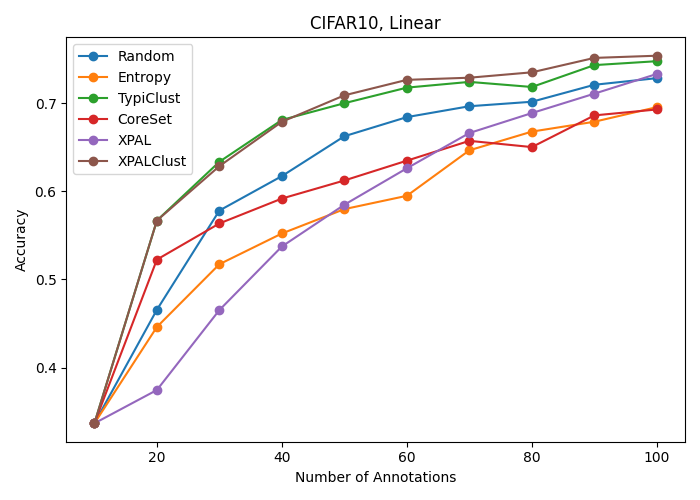 CIFAR10, Linear
Random
Entropy
TypiClust
CoreSet
XPAL
XPALClust
0.7
0.6
0.5
0.4
Accuracy
20 40 60 80 100
Number of Annotations